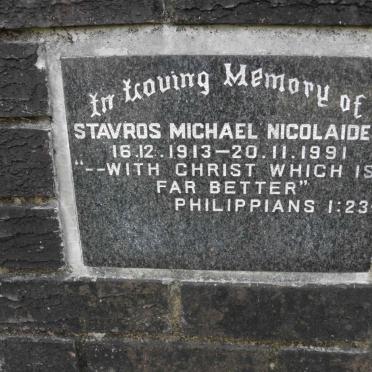 In Loving Memory of
STAVROS MICHAEL NICOLAIDE
16.12.1913-20.11.1991
"--WITH CHRIST WHICH IS
FAR BETTER"
PHILIPPIANS 1:23